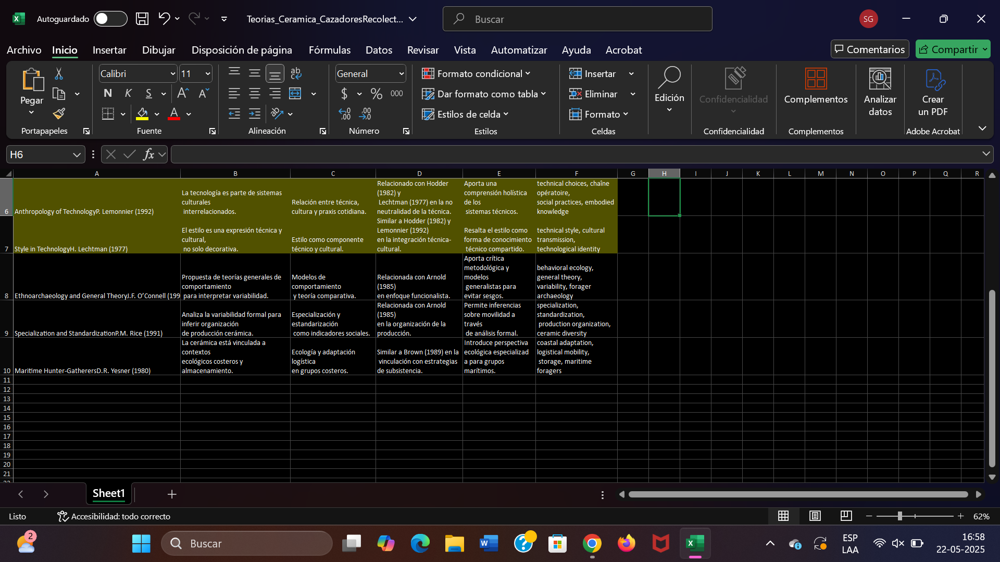 Autoguardado
Teorias_Ceramica_CazadoresRecolect...
Buscar
SG
Archivo Inicio Insertar Dibujar Disposición de página Fórmulas Datos Revisar Vista Automatizar Ayuda Acrobat
Comentarios
Compartir
Pegar
Portapapeles
Calibri
11
N K S
A A
A
Fuente
ab
Alineación
General
$ % 000
Número
Formato condicional
Dar formato como tabla
Estilos de celda
Estilos
Insertar
Eliminar
Formato
Celdas
Edición
Confidencialidad
Confidencialidad
Complementos
Complementos
Analizar
datos
Crear
un PDF
Adobe Acrobat
H6
fx
A B C D E F G H I J K L M N O P Q R
6
Anthropology of TechnologyP. Lemonnier (1992)
La tecnología es parte de sistemas
culturales
interrelacionados.
Relación entre técnica,
cultura y praxis cotidiana.
Relacionado con Hodder
(1982) y
Lechtman (1977) en la no
neutralidad de la técnica.
Aporta una
comprensión holística
de los
sistemas técnicos.
technical choices, chaîne
opératoire,
social practices, embodied
knowledge
7
Style in TechnologyH. Lechtman (1977)
El estilo es una expresión técnica y
cultural,
no solo decorativa.
Estilo como componente
técnico y cultural.
Similar a Hodder (1982) y
Lemonnier (1992)
en la integración técnica-
cultural.
Resalta el estilo como
forma de conocimiento
técnico compartido.
technical style, cultural
transmission,
technological identity
8
Ethnoarchaeology and General TheoryJ.F. O’Connell (199
Propuesta de teorías generales de
comportamiento
para interpretar variabilidad.
Modelos de
comportamiento
y teoría comparativa.
Relacionada con Arnold
(1985)
en enfoque funcionalista.
Aporta crítica
metodológica y
modelos
generalistas para
evitar sesgos.
behavioral ecology,
general theory,
variability, forager
archaeology
9
Specialization and StandardizationP.M. Rice (1991)
Analiza la variabilidad formal para
inferir organización
de producción cerámica.
Especialización y
estandarización
como indicadores sociales.
Relacionada con Arnold
(1985)
en la organización de la
producción.
Permite inferencias
sobre movilidad a
través
de análisis formal.
specialization,
standardization,
production organization,
ceramic diversity
10
Maritime Hunter-GatherersD.R. Yesner (1980)
La cerámica está vinculada a
contextos
ecológicos costeros y
almacenamiento.
Ecología y adaptación
logística
en grupos costeros.
Similar a Brown (1989) en la
vinculación con estrategias
de subsistencia.
Introduce perspectiva
ecológica especializad
a para grupos
marítimos.
coastal adaptation,
logistical mobility,
storage, maritime
foragers
11
12
13
14
15
16
17
18
19
20
21
22
Sheet1
Listo
Accesibilidad: todo correcto
62%
2
Buscar
ESP
LAA
16:58
22-05-2025